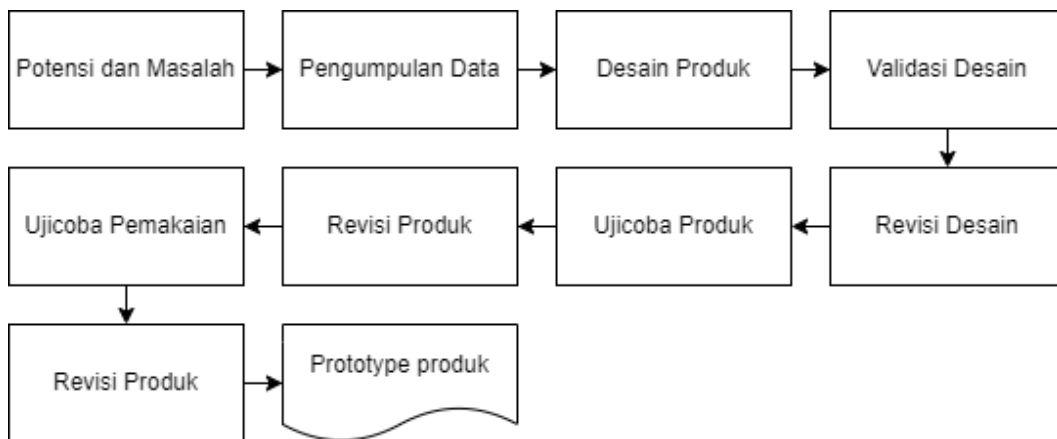 Potensi dan Masalah
Pengumpulan Data
Desain Produk
Validasi Desain
Revisi Desain
Ujicoba Produk
Revisi Produk
Ujicoba Pemakaian
Revisi Produk
Prototype produk